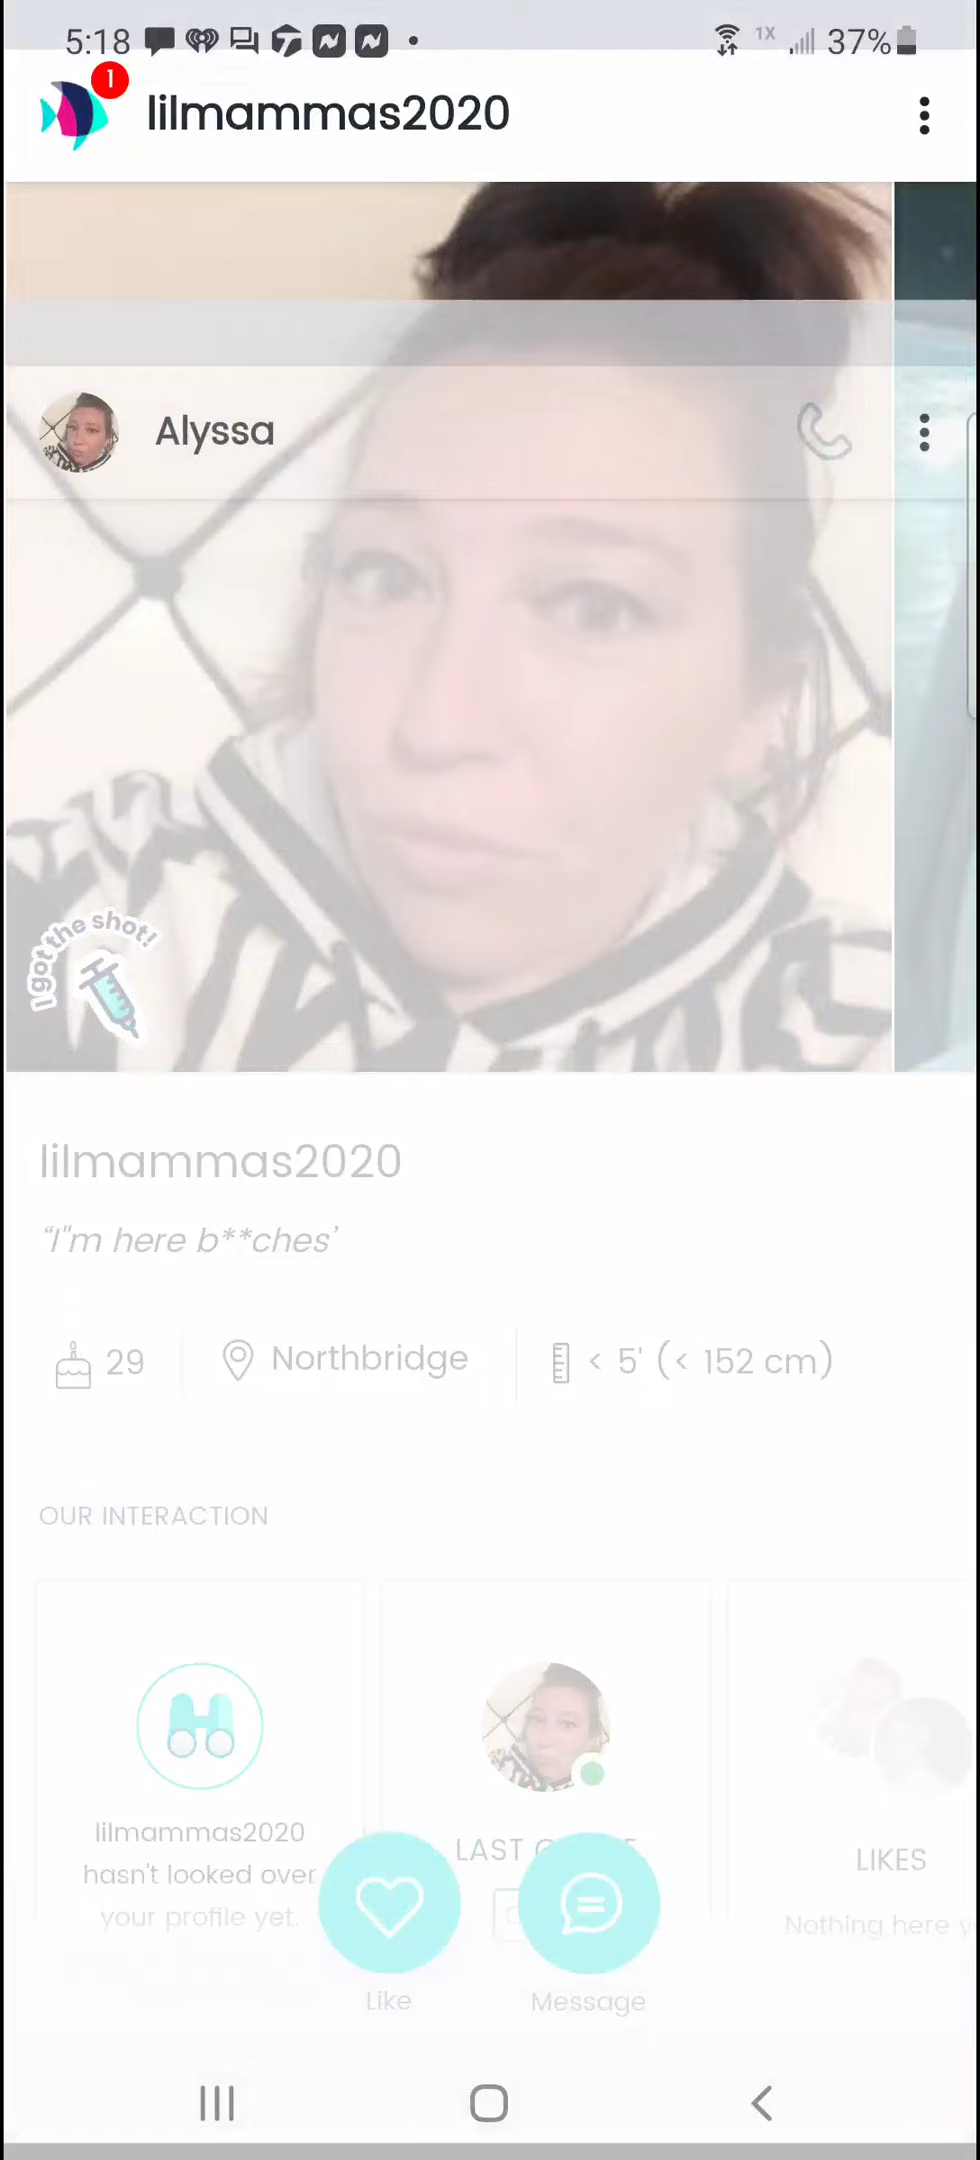 5:18
1X
37%
1
lilmammas2020
Alyssa
I got the shot!
lilmammas2020
"I"m here b**ches"
29
Northbridge
< 5' (< 152 cm)
OUR INTERACTION
lilmammas2020
hasn't looked over
your profile yet.
LAST
LIKES
Nothing here y
Like
Message